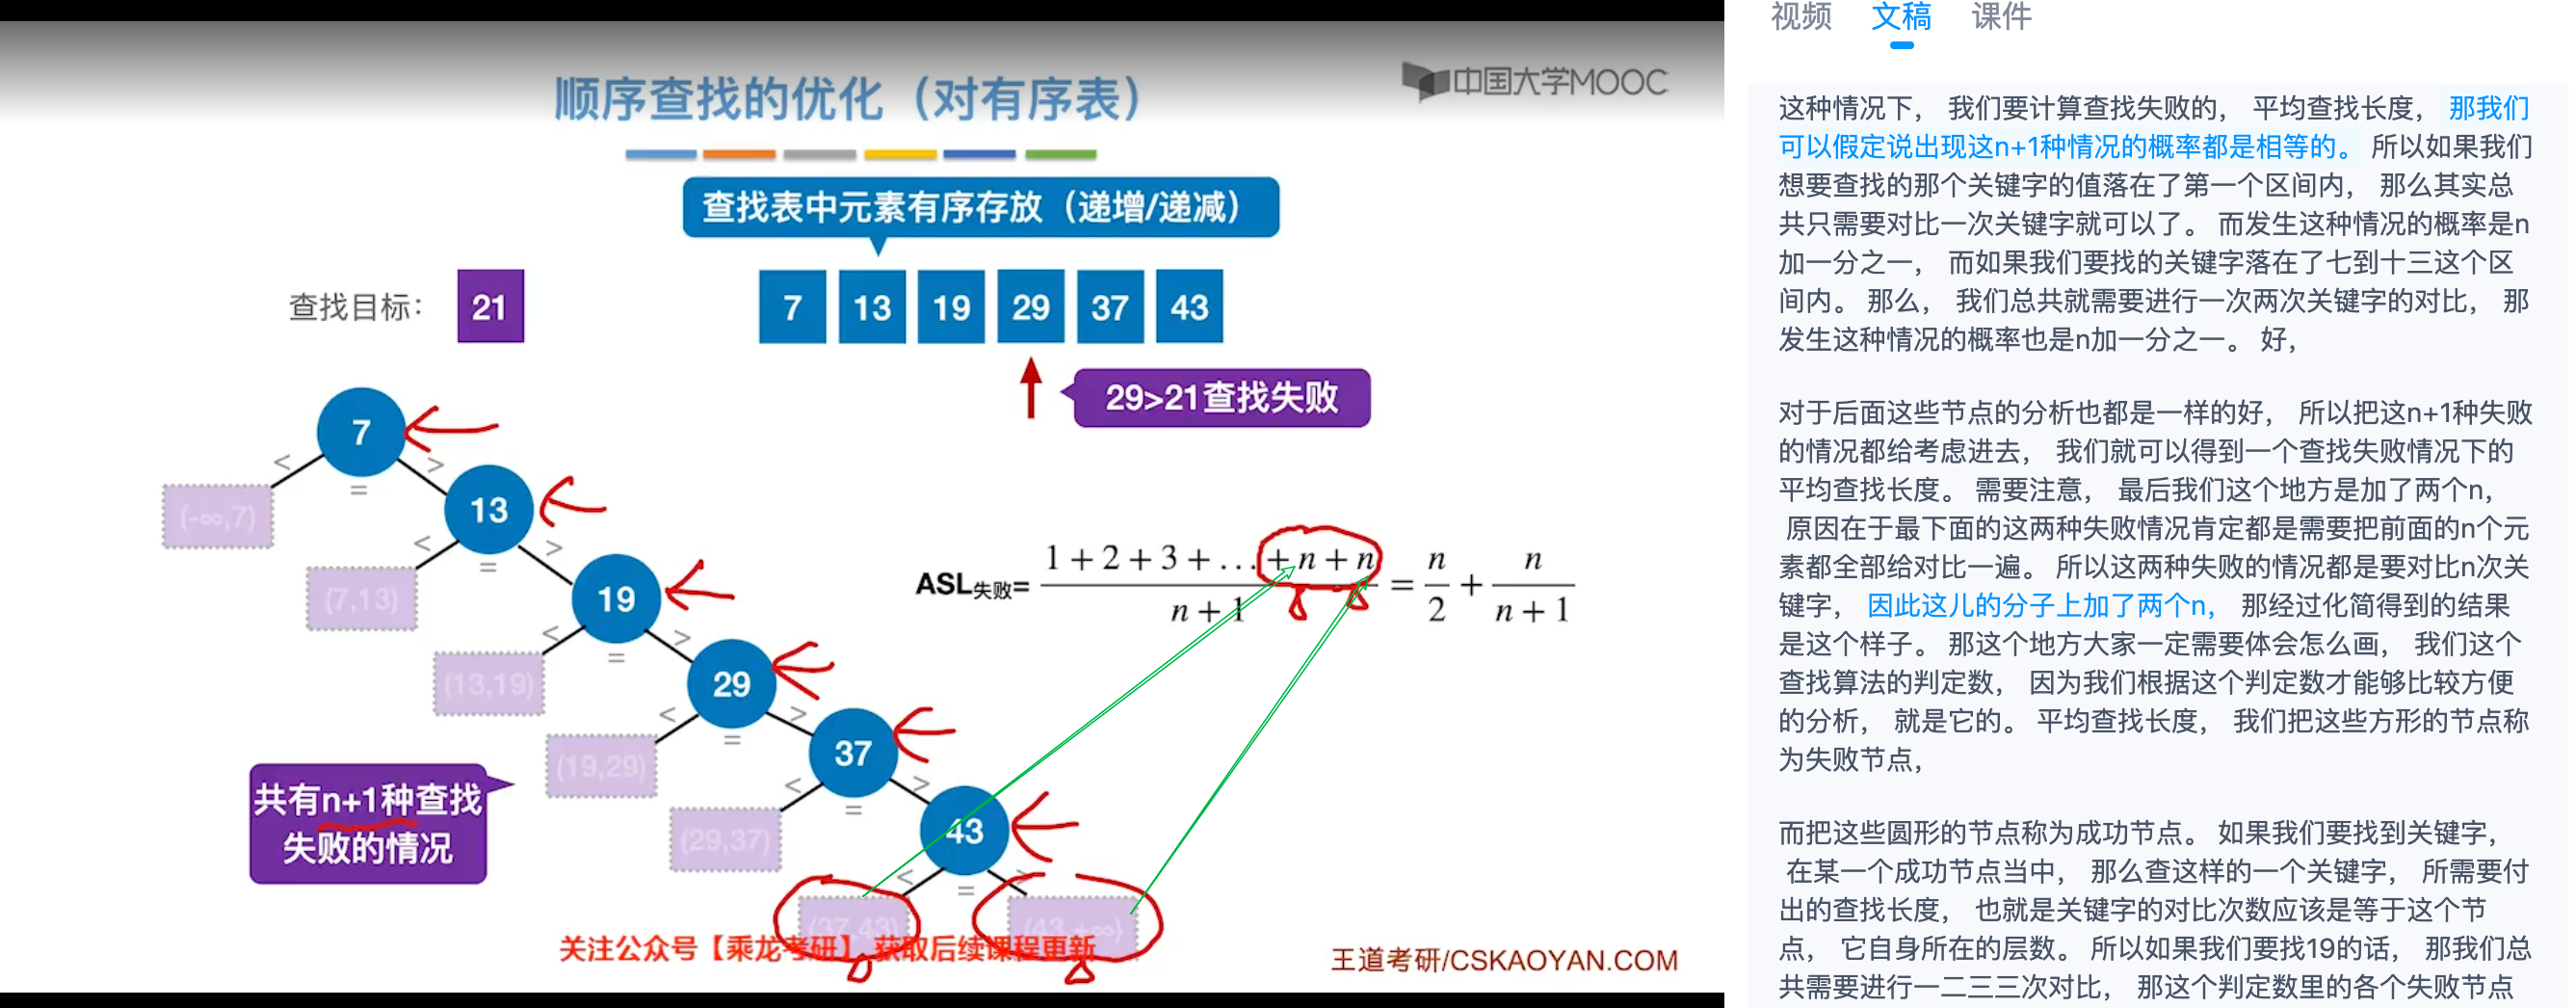 顺序查找的优化（对有序表）
中国大学MOOC
查找表中元素有序存放（递增/递减）
查找目标：
21
7 13 19 29 37 43
29>21查找失败
7
< >
=
(-∞,7)
13
< >
=
(7,13)
19
< >
=
(13,19)
29
< >
=
(19,29)
37
< >
=
(29,37)
43
< >
=
(37,43)
(43,+∞)
共有n+1种查找
失败的情况
ASL失败= (1 + 2 + 3 + … + n + n) / (n + 1) = n/2 + n/(n + 1)
关注公众号【乘龙考研】获取后续课程更新
王道考研/CSKAOYAN.COM
视频 文稿 课件
这种情况下， 我们要计算查找失败的， 平均查找长度， 那我们
可以假定说出现这n+1种情况的概率都是相等的。 所以如果我们
想要查找的那个关键字的值落在了第一个区间内， 那么其实总
共只需要对比一次关键字就可以了。 而发生这种情况的概率是n
加一分之一， 而如果我们要找的关键字落在了七到十三这个区
间内。 那么， 我们总共就需要进行一次两次关键字的对比， 那
发生这种情况的概率也是n加一分之一。 好，
对于后面这些节点的分析也都是一样的好， 所以把这n+1种失败
的情况都给考虑进去， 我们就可以得到一个查找失败情况下的
平均查找长度。 需要注意， 最后我们这个地方是加了两个n，
原因在于最下面的这两种失败情况肯定都是需要把前面的n个元
素都全部给对比一遍。 所以这两种失败的情况都是要对比n次关
键字， 因此这儿的分子上加了两个n， 那经过化简得到的结果
是这个样子。 那这个地方大家一定需要体会怎么画， 我们这个
查找算法的判定数， 因为我们根据这个判定数才能够比较方便
的分析， 就是它的。 平均查找长度， 我们把这些方形的节点称
为失败节点，
而把这些圆形的节点称为成功节点。 如果我们要找到关键字，
在某一个成功节点当中， 那么查这样的一个关键字， 所需要付
出的查找长度， 也就是关键字的对比次数应该是等于这个节
点， 它自身所在的层数。 所以如果我们要找19的话， 那我们总
共需要进行一二三三次对比， 那这个判定数里的各个失败节点